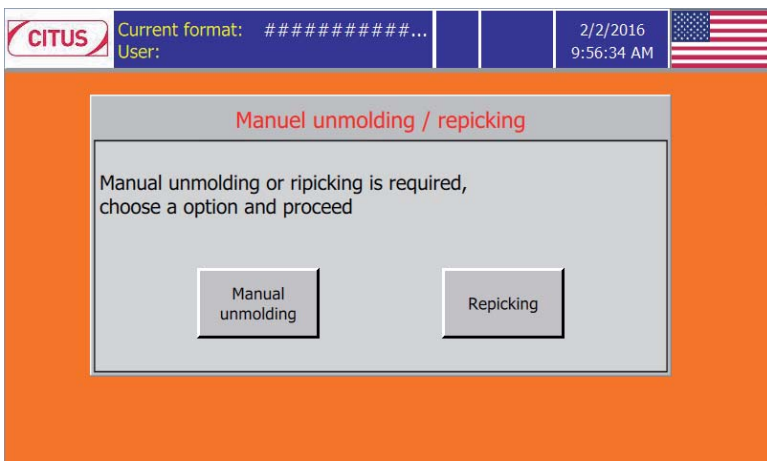 CITUS
Current format: ###########...
User:
2/2/2016
9:56:34 AM
Manuel unmolding / repicking
Manual unmolding or ripicking is required,
choose a option and proceed
Manual
unmolding
Repicking